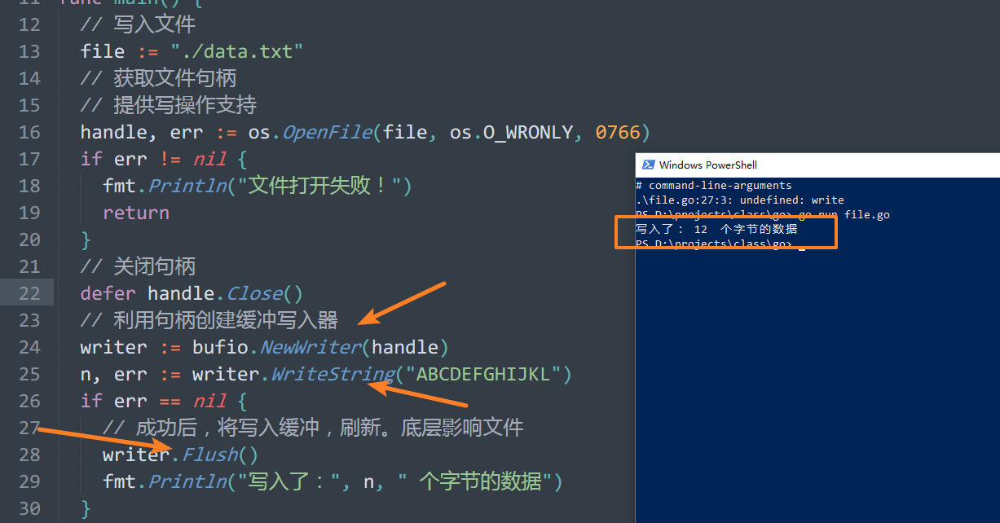 11 func main() {
12 // 写入文件
13 file := "./data.txt"
14 // 获取文件句柄
15 // 提供写操作支持
16 handle, err := os.OpenFile(file, os.O_WRONLY, 0766)
17 if err != nil {
18 fmt.Println("文件打开失败！")
19 return
20 }
21 // 关闭句柄
22 defer handle.Close()
23 // 利用句柄创建缓冲写入器
24 writer := bufio.NewWriter(handle)
25 n, err := writer.WriteString("ABCDEFGHIJKL")
26 if err == nil {
27 // 成功后，将写入缓冲，刷新。底层影响文件
28 writer.Flush()
29 fmt.Println("写入了：", n, " 个字节的数据")
30 }
Windows PowerShell
# command-line-arguments
.\file.go:27:3: undefined: write
PS D:\projects\class\go> go run file.go
写入了： 12  个字节的数据
PS D:\projects\class\go>